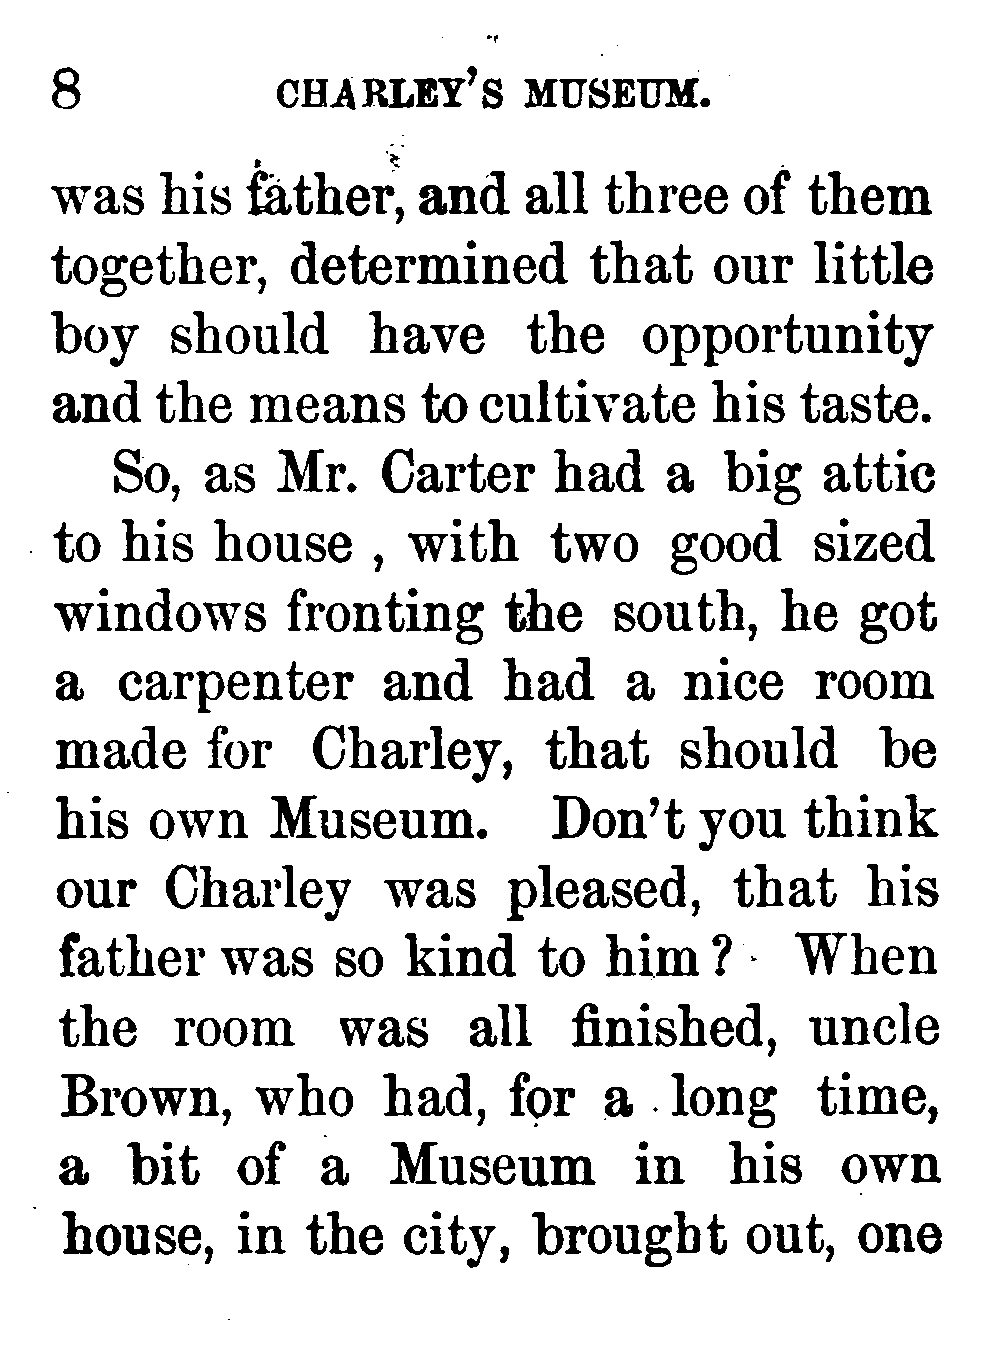 8 CHARLEY'S MUSEUM.
was his father, and all three of them
together, determined that our little
boy should have the opportunity
and the means to cultivate his taste.
So, as Mr. Carter had a big attic
to his house , with two good sized
windows fronting the south, he got
a carpenter and had a nice room
made for Charley, that should be
his own Museum. Don't you think
our Charley was pleased, that his
father was so kind to him ? When
the room was all finished, uncle
Brown, who had, for a long time,
a bit of a Museum in his own
house, in the city, brought out, one